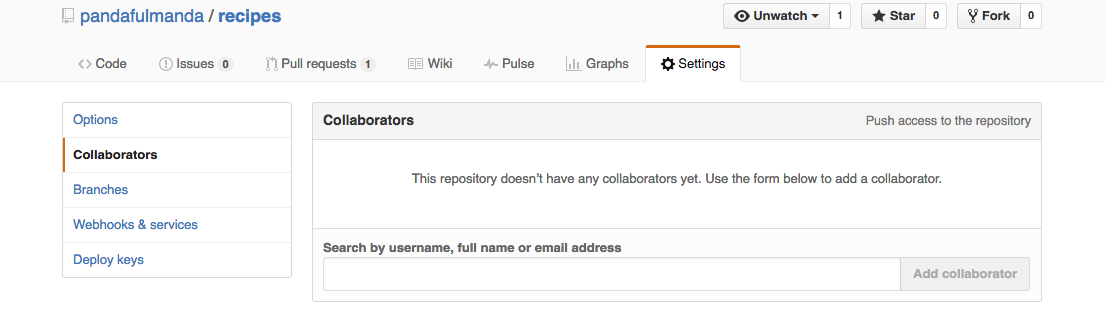 pandafulmanda / recipes Unwatch 1 Star 0 Fork 0
Code Issues 0 Pull requests 1 Wiki Pulse Graphs Settings
Options
Collaborators
Branches
Webhooks & services
Deploy keys
Collaborators Push access to the repository
This repository doesn't have any collaborators yet. Use the form below to add a collaborator.
Search by username, full name or email address
Add collaborator